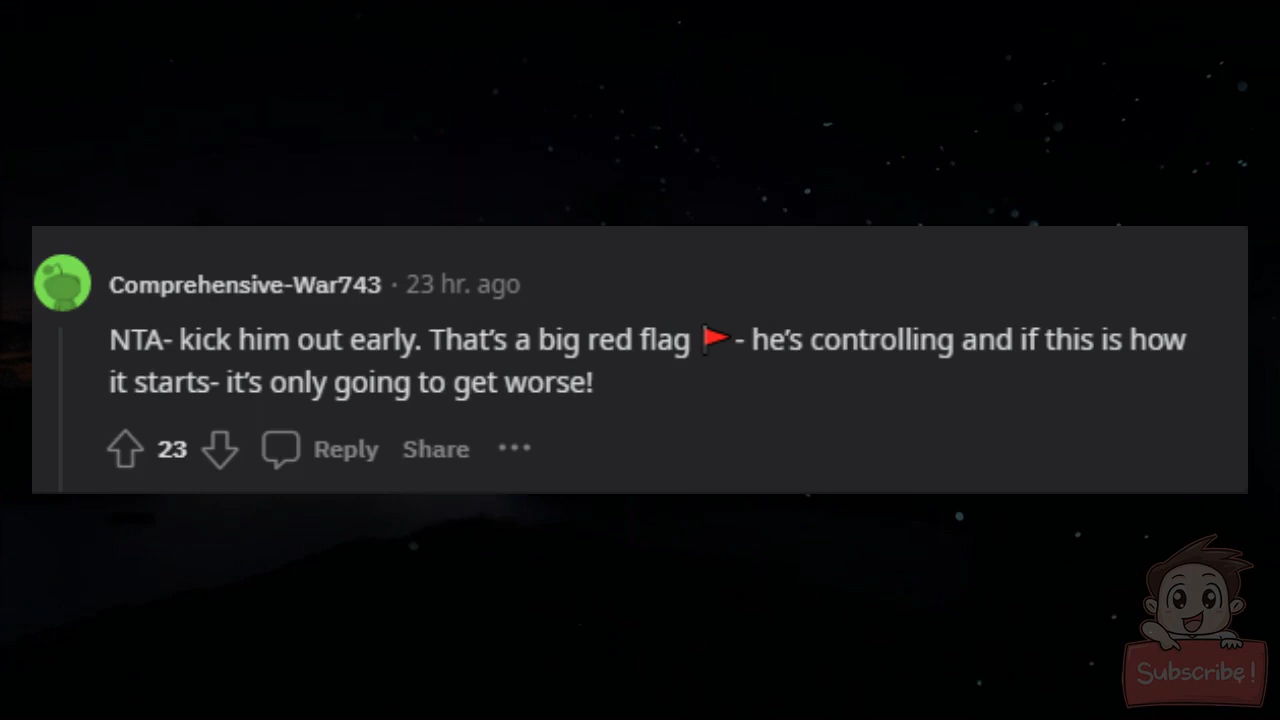 Comprehensive-War743 · 23 hr. ago
NTA- kick him out early. That's a big red flag 🚩- he's controlling and if this is how
it starts- it's only going to get worse!
23 Reply Share ···
Subscribe!